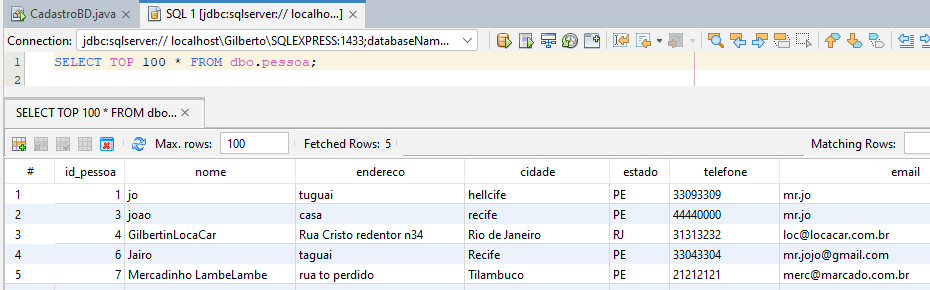 CadastroBD.java SQL 1 [jdbc:sqlserver:// localho...]
Connection: jdbc:sqlserver:// localhost\Gilberto\SQLEXPRESS:1433;databaseNam...
1 SELECT TOP 100 * FROM dbo.pessoa;
2
SELECT TOP 100 * FROM dbo...
Max. rows: 100 Fetched Rows: 5 Matching Rows:
# id_pessoa nome endereco cidade estado telefone email
1 1 jo tuguai hellcife PE 33093309 mr.jo
2 3 joao casa recife PE 44440000 mr.jo
3 4 GilbertinLocaCar Rua Cristo redentor n34 Rio de Janeiro RJ 31313232 loc@locacar.com.br
4 6 Jairo taguai Recife PE 33043304 mr.jojo@gmail.com
5 7 Mercadinho LambeLambe rua to perdido Tilambuco PE 21212121 merc@marcado.com.br